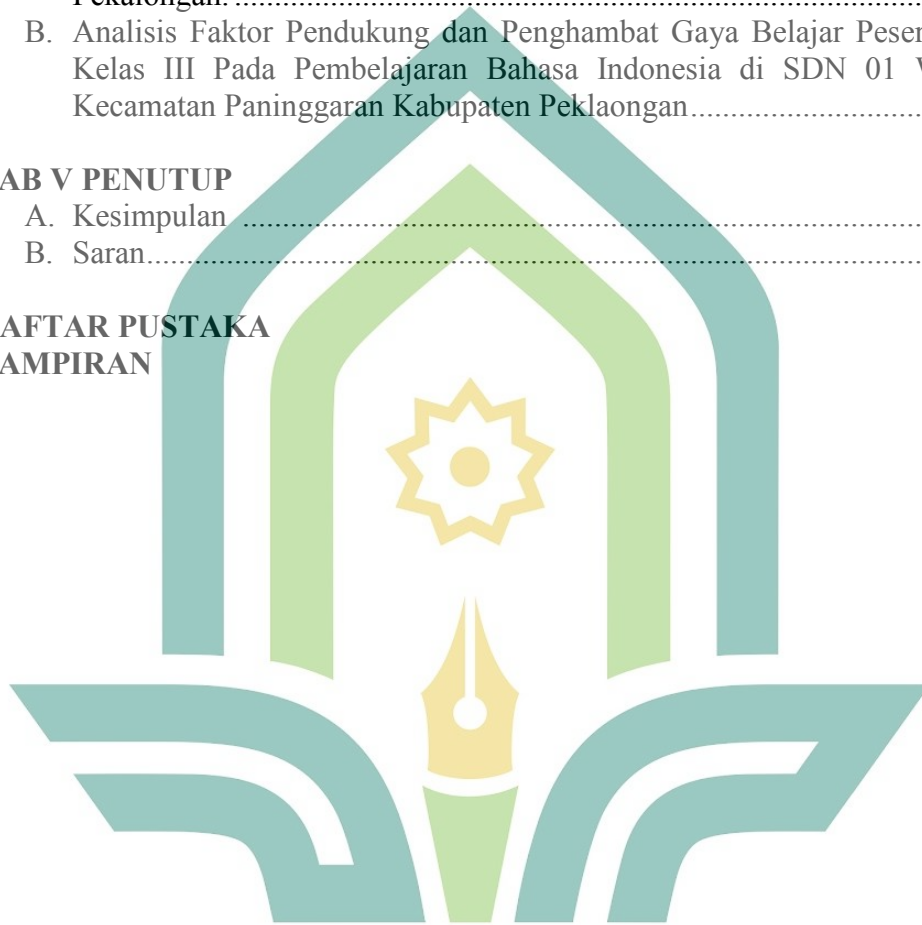 Pekalongan.......................................................................................
B. Analisis Faktor Pendukung dan Penghambat Gaya Belajar
Kelas III Pada Pembelajaran Bahasa Indonesia di SDN 01
Kecamatan Paninggaran Kabupaten Peklaongan..............................
AB V PENUTUP
A. Kesimpulan ..................................................................................
B. Saran..............................................................................................
AFTAR PUSTAKA
AMPIRAN